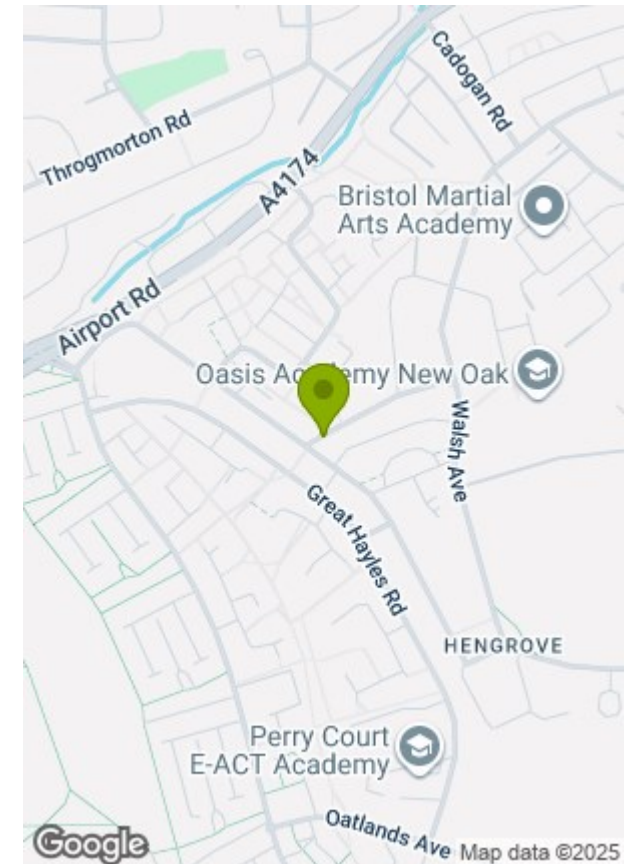 Cadogan Rd
Throgmorton Rd
A4174
Bristol Martial
Arts Academy
Airport Rd
Oasis Academy New Oak
Walsh Ave
Great Hayles Rd
HENGROVE
Perry Court
E-ACT Academy
Oatlands Ave
Google
Map data ©2025